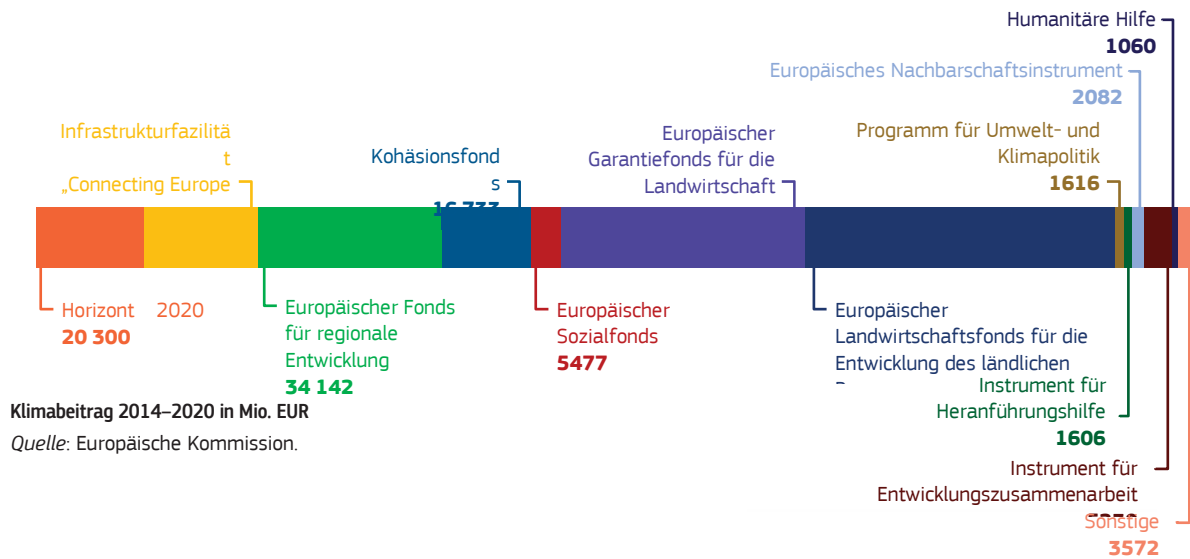 Humanitäre Hilfe
1060
Europäisches Nachbarschaftsinstrument
2082
Infrastrukturfazilitä
t
„Connecting Europe
Kohäsionsfond
s
16 733
Europäischer
Garantiefonds für die
Landwirtschaft
Programm für Umwelt- und
Klimapolitik
1616
Horizont 2020
20 300
Europäischer Fonds
für regionale
Entwicklung
34 142
Europäischer
Sozialfonds
5477
Europäischer
Landwirtschaftsfonds für die
Entwicklung des ländlichen
Instrument für
Heranführungshilfe
1606
Instrument für
Entwicklungszusammenarbeit
Sonstige
3572
Klimabeitrag 2014–2020 in Mio. EUR
Quelle: Europäische Kommission.